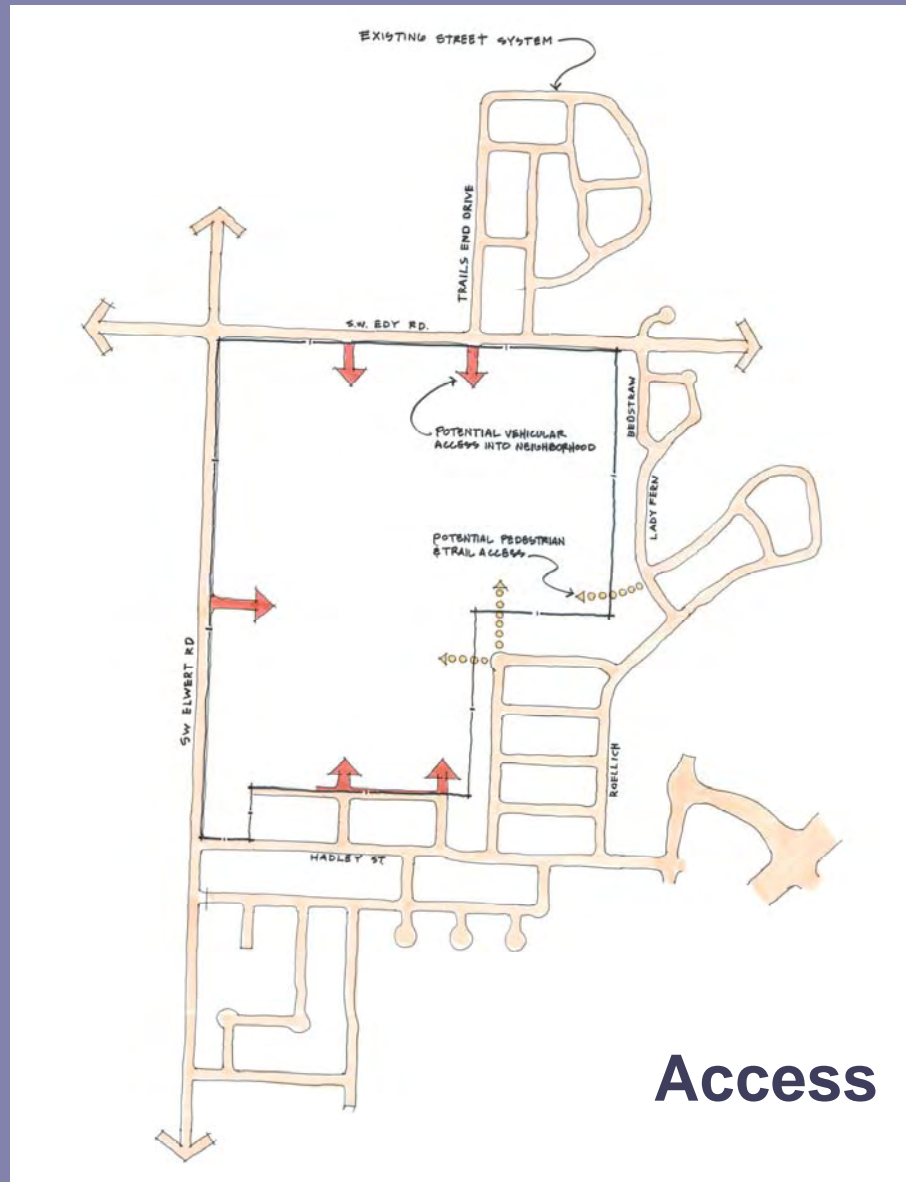 EXISTING STREET SYSTEM
TRAILS END DRIVE
S.W. EDY RD.
BEDSTRAW
POTENTIAL VEHICULAR
ACCESS INTO NEIGHBORHOOD
LADY FERN
POTENTIAL PEDESTRIAN
& TRAIL ACCESS
SW ELWERT RD
ROELLICH
HADLEY ST
Access